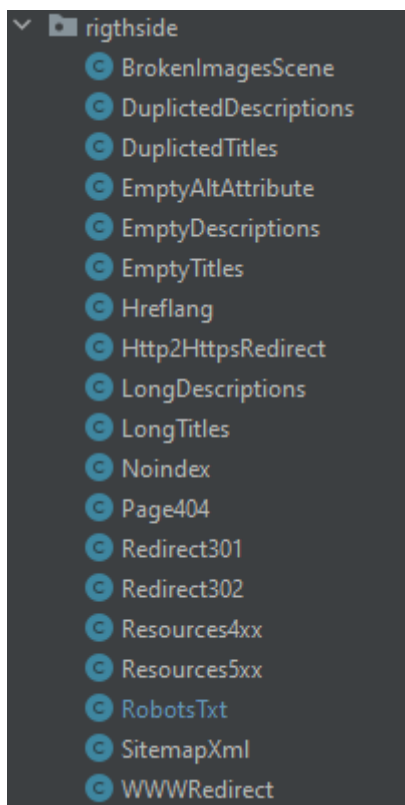 rigthside
C BrokenImagesScene
C DuplictedDescriptions
C DuplictedTitles
C EmptyAltAttribute
C EmptyDescriptions
C EmptyTitles
C Hreflang
C Http2HttpsRedirect
C LongDescriptions
C LongTitles
C Noindex
C Page404
C Redirect301
C Redirect302
C Resources4xx
C Resources5xx
C RobotsTxt
C SitemapXml
C WWWRedirect